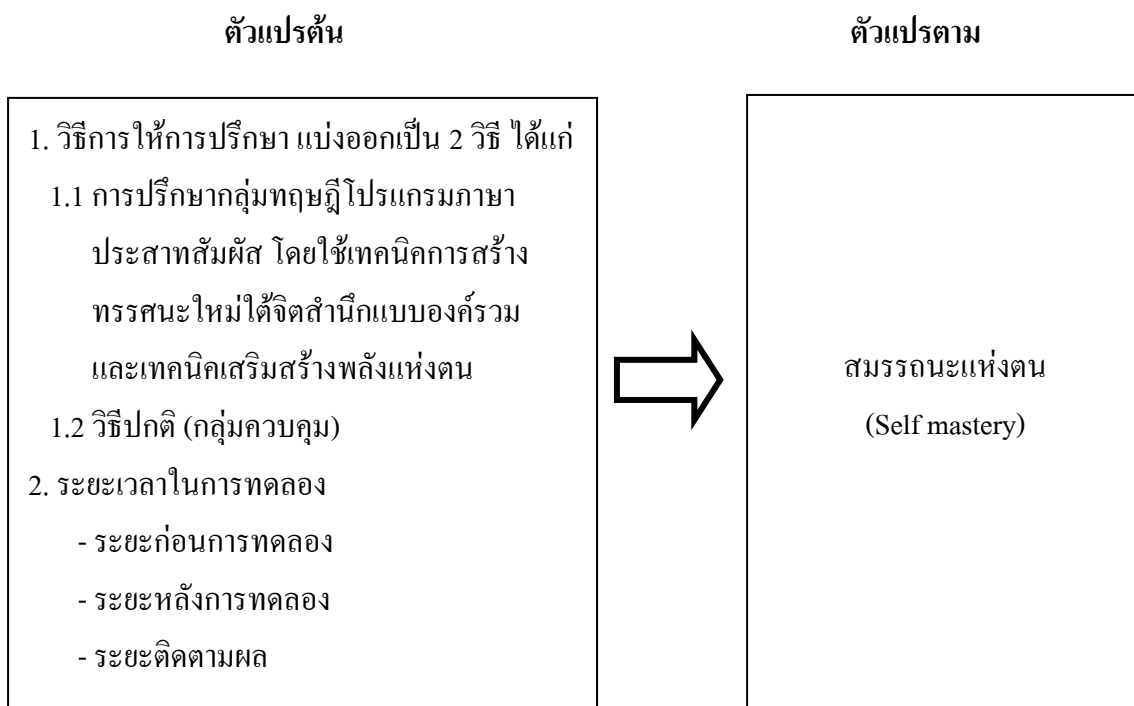 ตัวแปรต้น
ตัวแปรตาม
1. วิธีการให้การปรึกษา แบ่งออกเป็น 2 วิธี ได้แก่
1.1 การปรึกษากลุ่มทฤษฎีโปรแกรมภาษา
ประสาทสัมผัส โดยใช้เทคนิคการสร้าง
ทรรศนะใหม่ใต้จิตสำนึกแบบองค์รวม
และเทคนิคเสริมสร้างพลังแห่งตน
1.2 วิธีปกติ (กลุ่มควบคุม)
2. ระยะเวลาในการทดลอง
- ระยะก่อนการทดลอง
- ระยะหลังการทดลอง
- ระยะติดตามผล
สมรรถนะแห่งตน
(Self mastery)